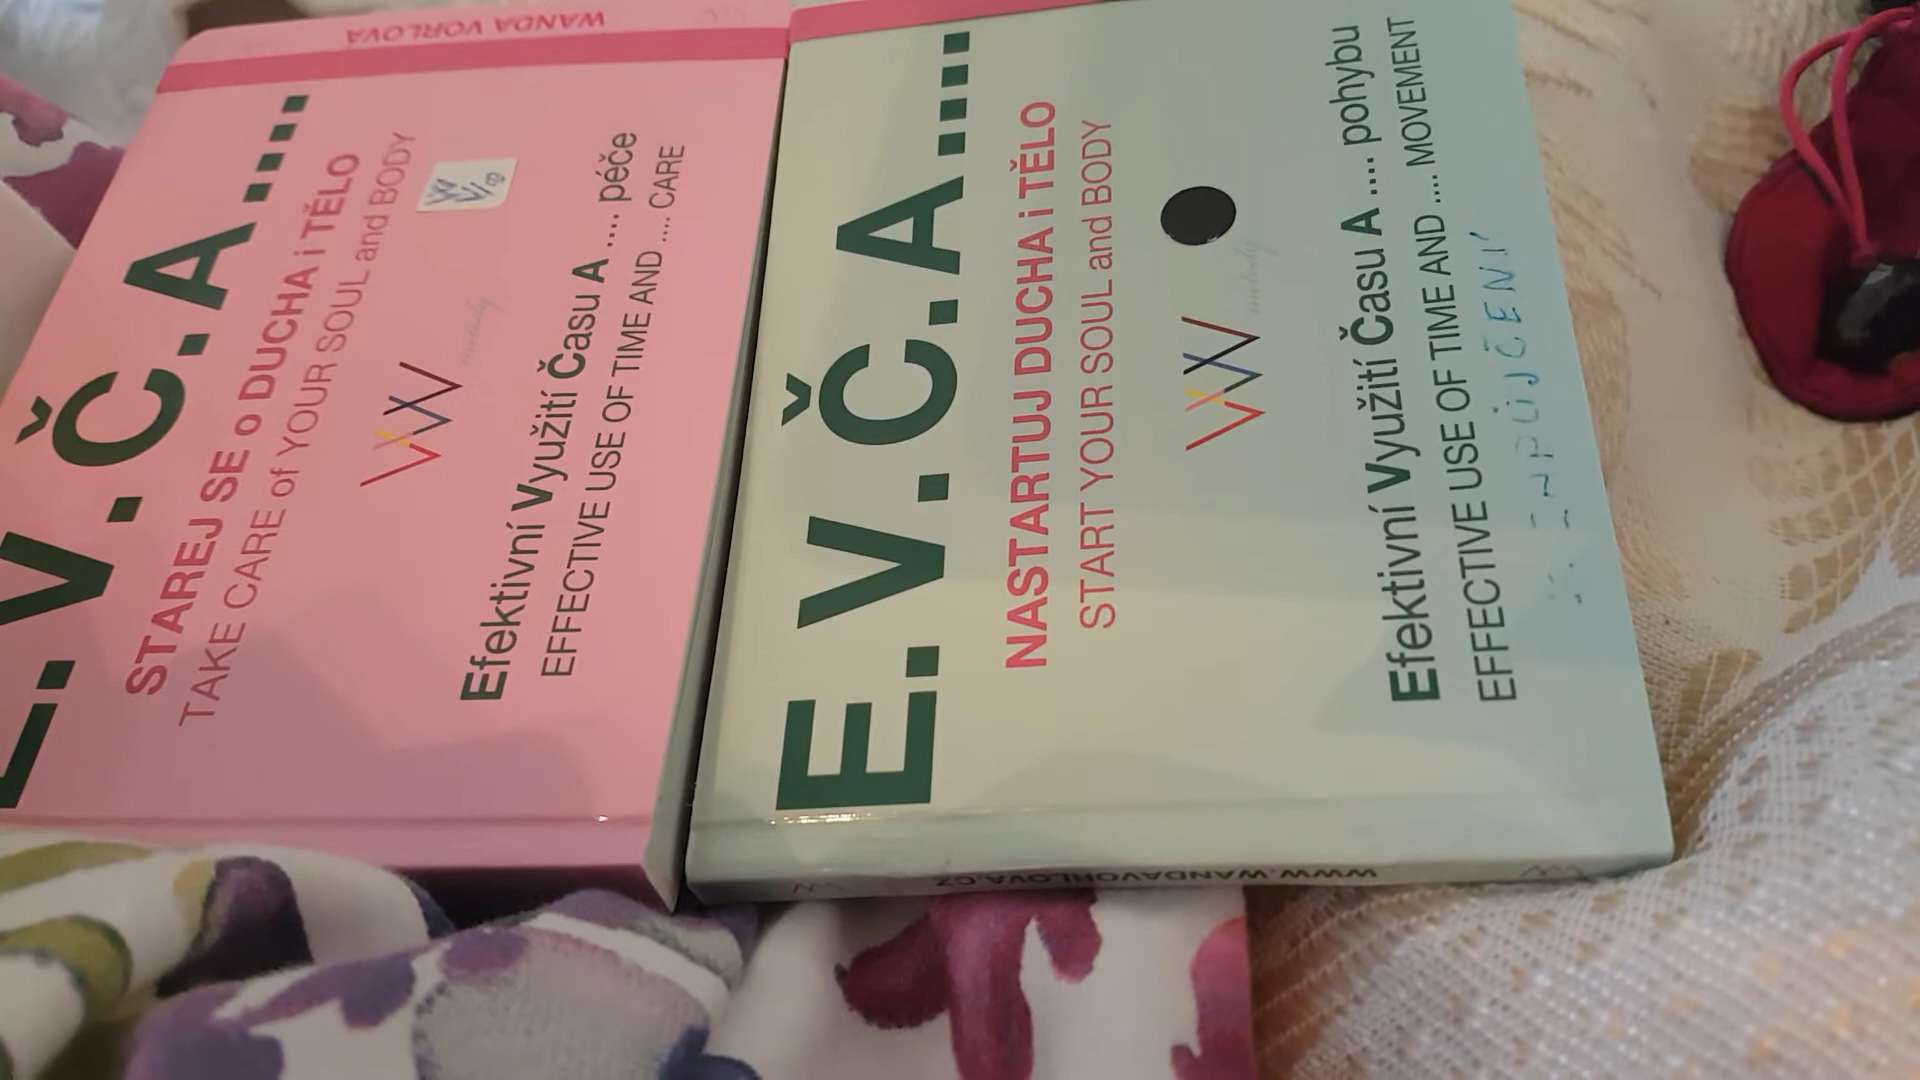 WANDA VORLOVÁ
E.V.Č.A....
STAREJ SE o DUCHA i TĚLO
TAKE CARE of YOUR SOUL and BODY
Efektivní Využití Času A .... péče
EFFECTIVE USE OF TIME AND .... CARE
E.V.Č.A....
NASTARTUJ DUCHA i TĚLO
START YOUR SOUL and BODY
Efektivní Využití Času A .... pohybu
EFFECTIVE USE OF TIME AND .... MOVEMENT
WWW.WANDAVORLOVA.CZ